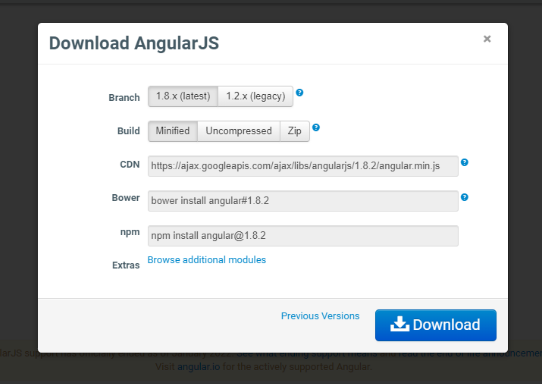 Download AngularJS ×
Branch 1.8.x (latest) 1.2.x (legacy) ?
Build Minified Uncompressed Zip ?
CDN https://ajax.googleapis.com/ajax/libs/angularjs/1.8.2/angular.min.js ?
Bower bower install angular#1.8.2 ?
npm npm install angular@1.8.2
Extras Browse additional modules
Previous Versions Download
Visit angular.io for the actively supported Angular.